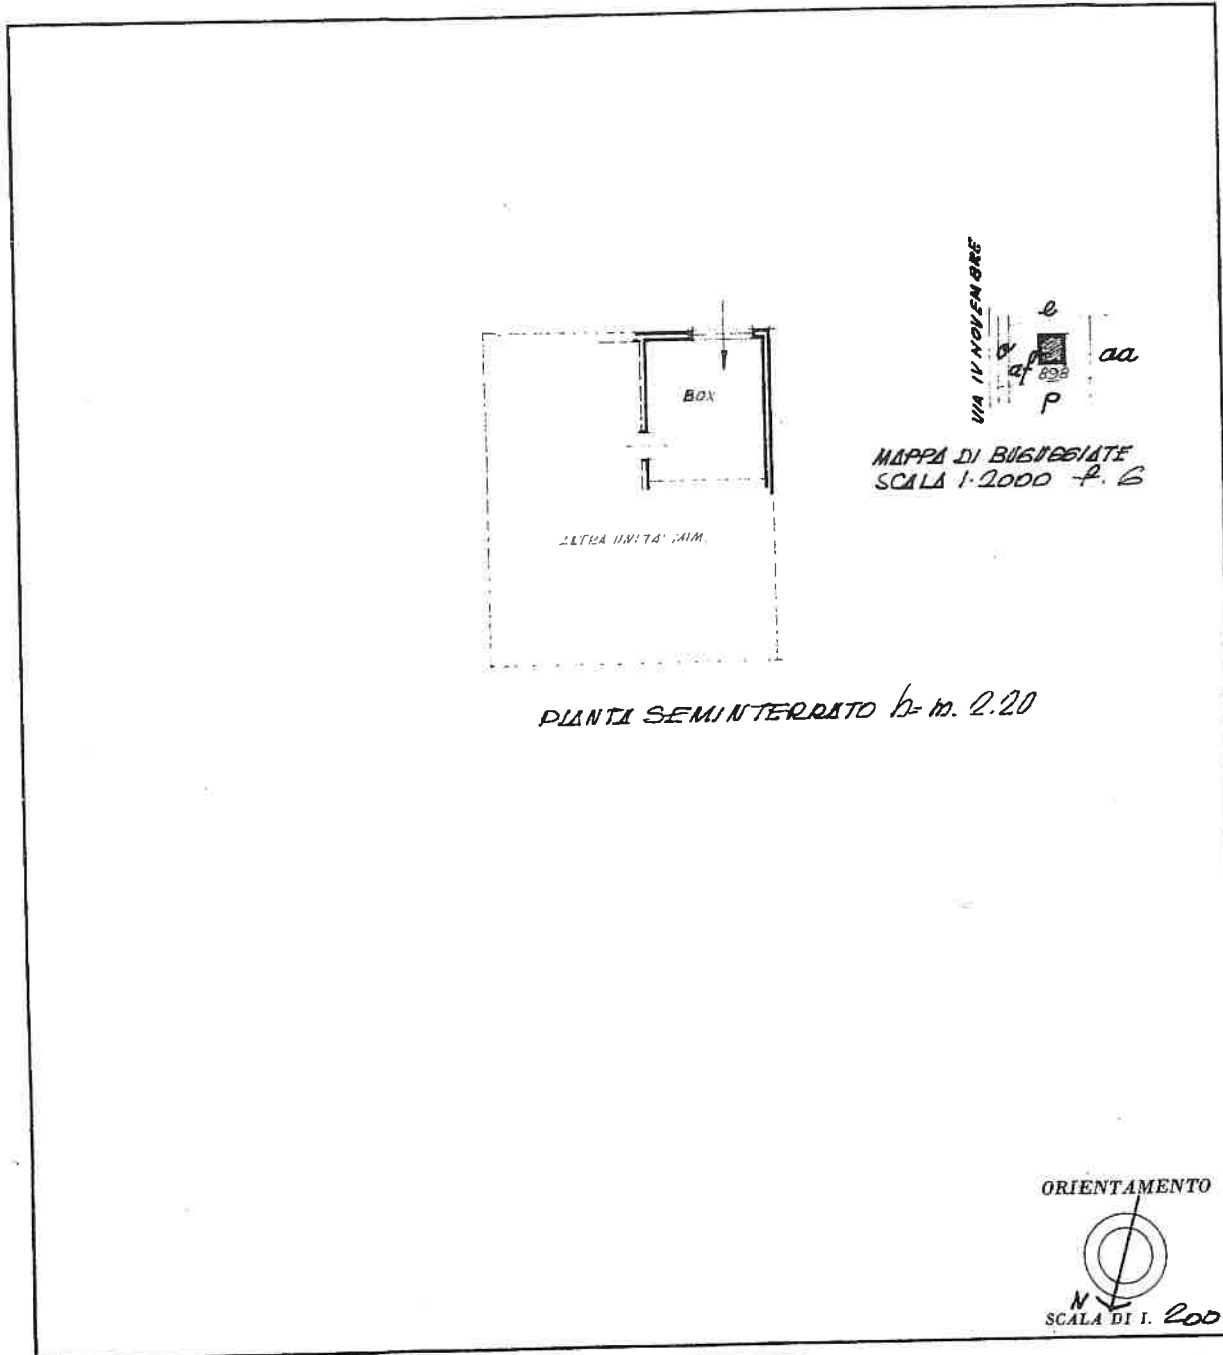 VIA IV NOVEMBRE
e
af
aa
898
P
BOX
MAPPA DI BUGUGGIATE
SCALA 1:2000 f. 6
ALTRA UNITA' IMM.
PIANTA SEMINTERRATO h= m. 2.20
ORIENTAMENTO
N
SCALA DI 1. 200